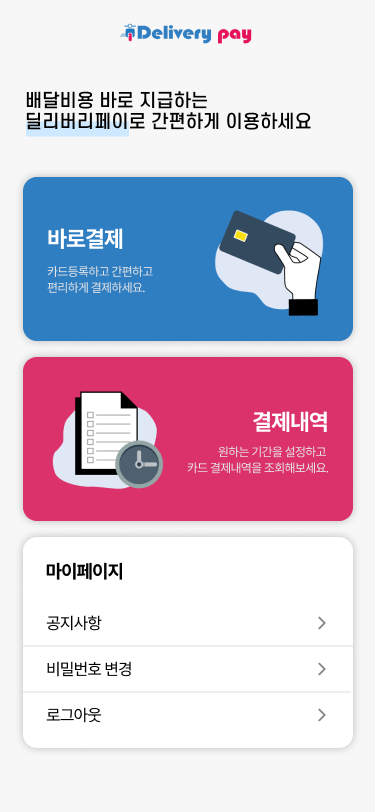 Delivery pay
배달비용 바로 지급하는
딜리버리페이로 간편하게 이용하세요
바로결제
카드등록하고 간편하고
편리하게 결제하세요.
결제내역
원하는 기간을 설정하고
카드 결제내역을 조회해보세요.
마이페이지
공지사항
비밀번호 변경
로그아웃